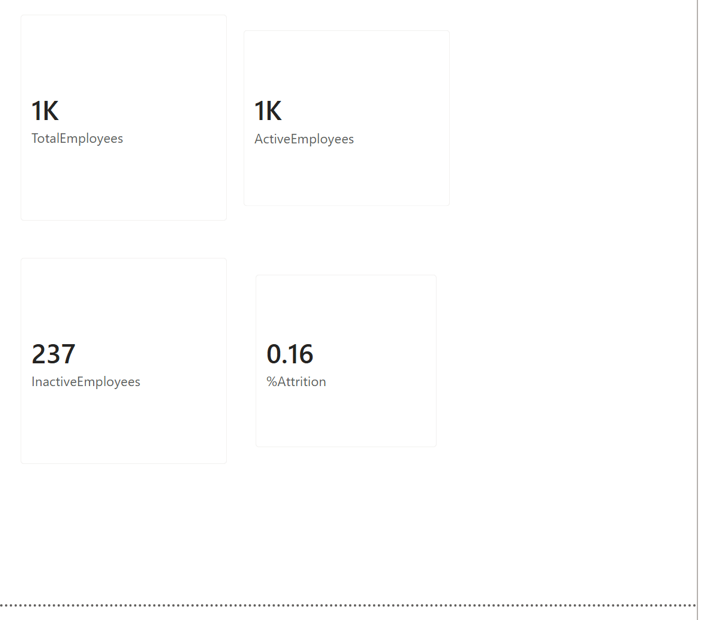 1K
TotalEmployees
1K
ActiveEmployees
237
InactiveEmployees
0.16
%Attrition